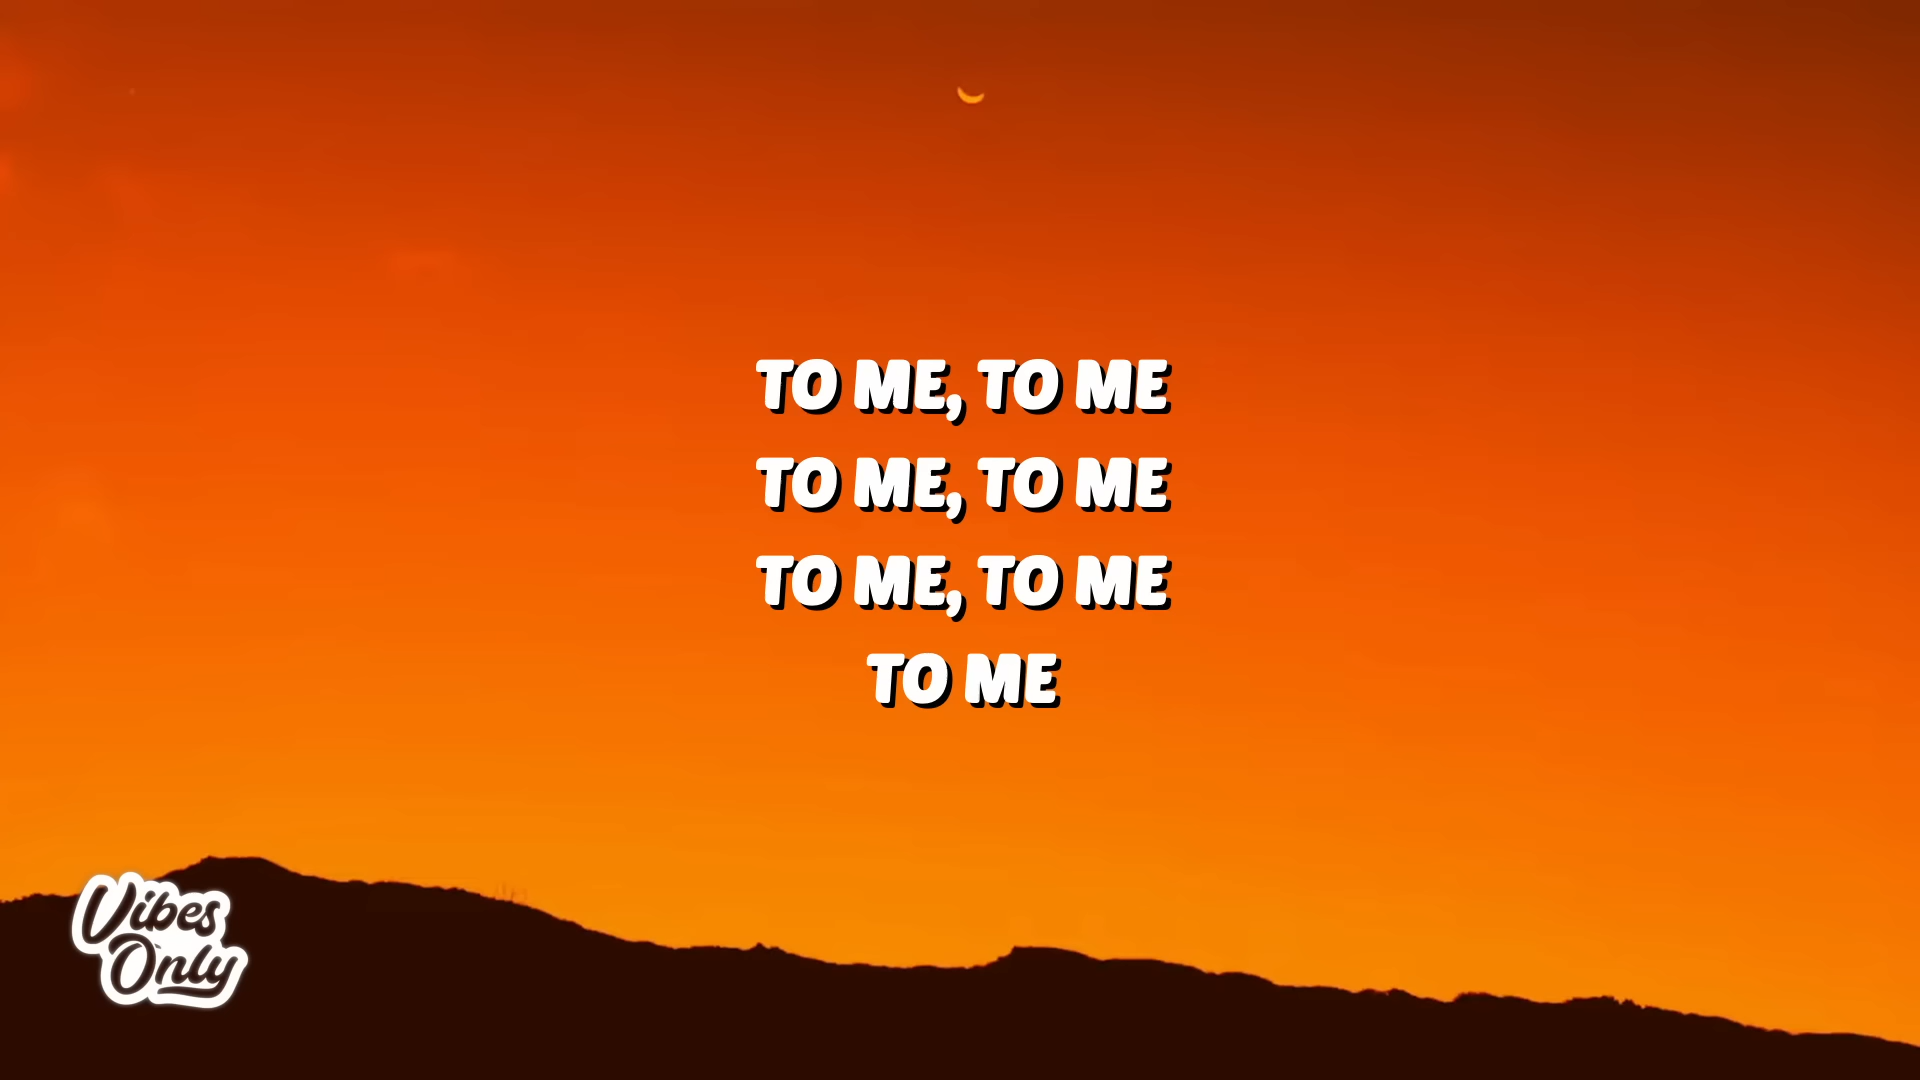 TO ME, TO ME
TO ME, TO ME
TO ME, TO ME
TO ME
Vibes
Only